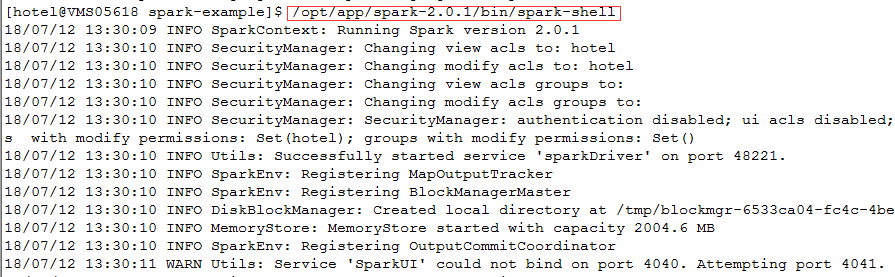 [hotel@VMS05618 spark-example]$ /opt/app/spark-2.0.1/bin/spark-shell
18/07/12 13:30:09 INFO SparkContext: Running Spark version 2.0.1
18/07/12 13:30:10 INFO SecurityManager: Changing view acls to: hotel
18/07/12 13:30:10 INFO SecurityManager: Changing modify acls to: hotel
18/07/12 13:30:10 INFO SecurityManager: Changing view acls groups to:
18/07/12 13:30:10 INFO SecurityManager: Changing modify acls groups to:
18/07/12 13:30:10 INFO SecurityManager: SecurityManager: authentication disabled; ui acls disabled;
s  with modify permissions: Set(hotel); groups with modify permissions: Set()
18/07/12 13:30:10 INFO Utils: Successfully started service 'sparkDriver' on port 48221.
18/07/12 13:30:10 INFO SparkEnv: Registering MapOutputTracker
18/07/12 13:30:10 INFO SparkEnv: Registering BlockManagerMaster
18/07/12 13:30:10 INFO DiskBlockManager: Created local directory at /tmp/blockmgr-6533ca04-fc4c-4be
18/07/12 13:30:10 INFO MemoryStore: MemoryStore started with capacity 2004.6 MB
18/07/12 13:30:10 INFO SparkEnv: Registering OutputCommitCoordinator
18/07/12 13:30:11 WARN Utils: Service 'SparkUI' could not bind on port 4040. Attempting port 4041.